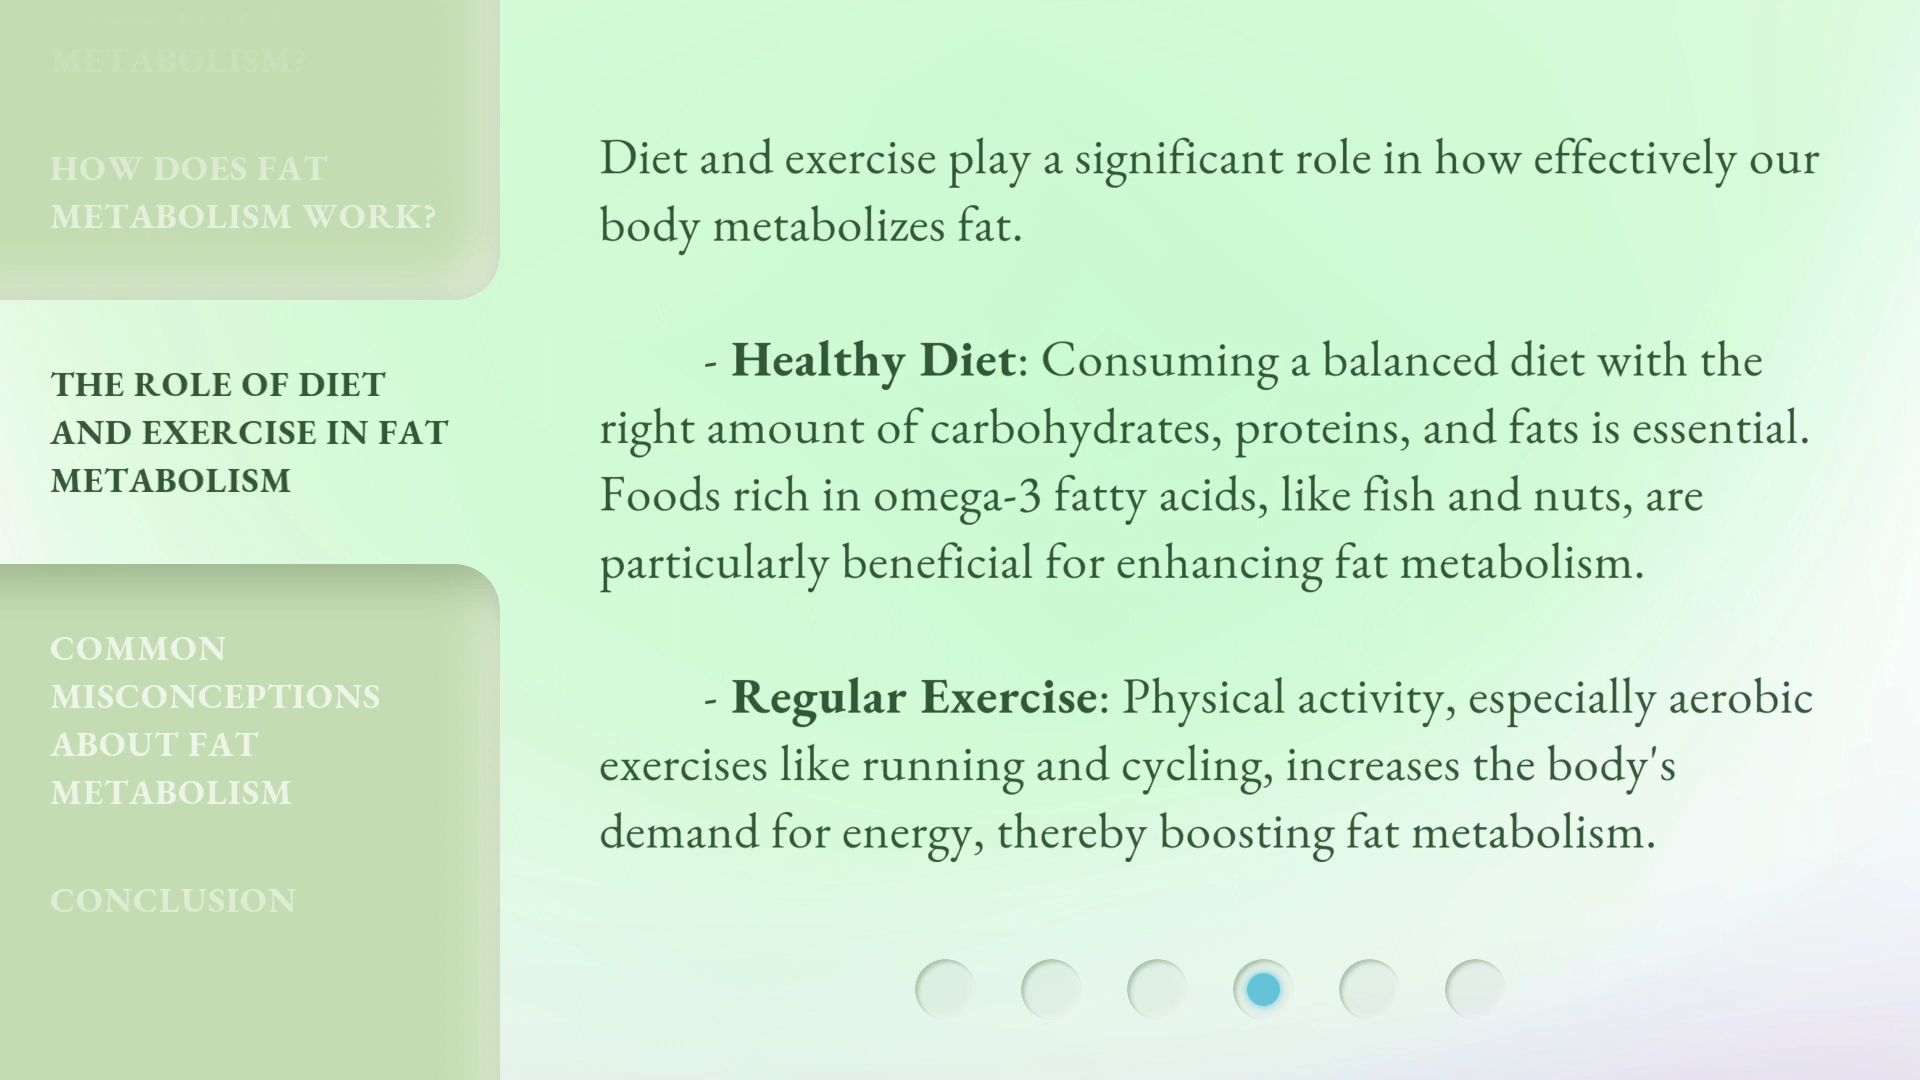 METABOLISM?
HOW DOES FAT
METABOLISM WORK?
THE ROLE OF DIET
AND EXERCISE IN FAT
METABOLISM
COMMON
MISCONCEPTIONS
ABOUT FAT
METABOLISM
CONCLUSION
Diet and exercise play a significant role in how effectively our
body metabolizes fat.
- Healthy Diet: Consuming a balanced diet with the
right amount of carbohydrates, proteins, and fats is essential.
Foods rich in omega-3 fatty acids, like fish and nuts, are
particularly beneficial for enhancing fat metabolism.
- Regular Exercise: Physical activity, especially aerobic
exercises like running and cycling, increases the body's
demand for energy, thereby boosting fat metabolism.